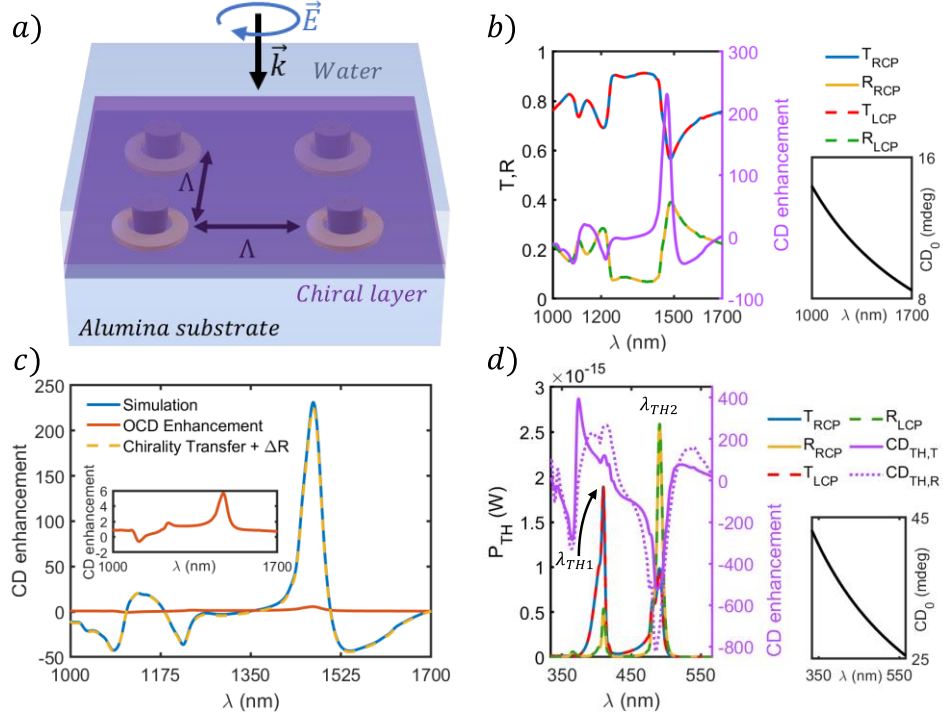 a)
E
k
Water
Λ
Λ
Chiral layer
Alumina substrate
b)
T,R
1
0.8
0.6
0.4
0.2
0
1000 1200 1500 1700
λ (nm)
300
200
100
0
-100
CD enhancement
T_RCP
R_RCP
T_LCP
R_LCP
16
8
CD_0 (mdeg)
1000 λ (nm) 1700
c)
CD enhancement
250
200
150
100
50
0
-50
1000 1175 1350 1525 1700
λ (nm)
Simulation
OCD Enhancement
Chirality Transfer + ΔR
CD enhancement
6
4
2
0
-2
1000 λ (nm) 1700
d)
× 10^-15
P_TH (W)
3
2.5
2
1.5
1
0.5
0
350 450 550
λ (nm)
λ_TH1
λ_TH2
400
200
0
-200
-400
-600
-800
CD enhancement
T_RCP
R_RCP
T_LCP
R_LCP
CD_TH,T
CD_TH,R
45
25
CD_0 (mdeg)
350 λ (nm) 550